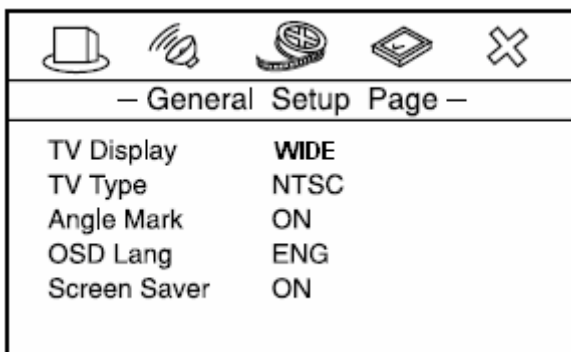 – General Setup Page –
TV Display WIDE
TV Type NTSC
Angle Mark ON
OSD Lang ENG
Screen Saver ON